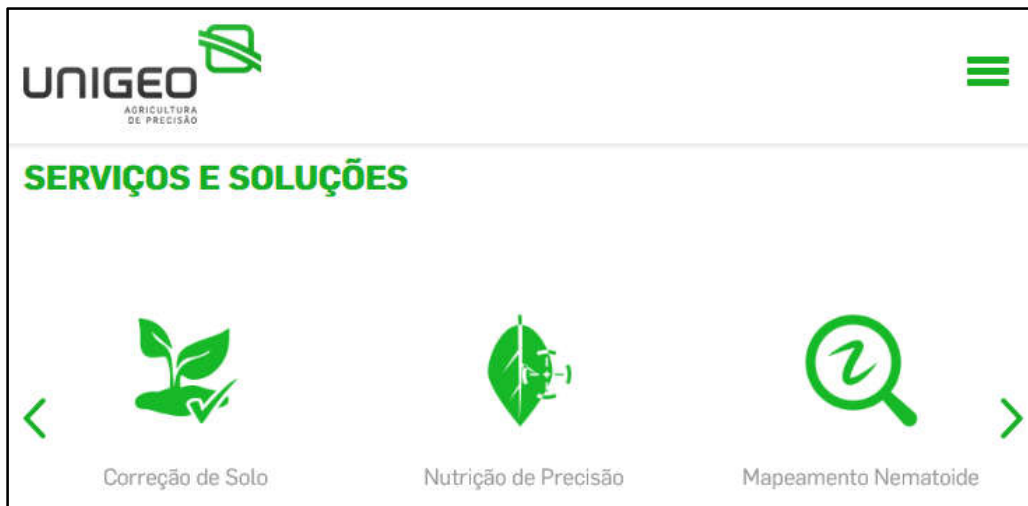 UNIGEO
AGRICULTURA
DE PRECISÃO
SERVIÇOS E SOLUÇÕES
Correção de Solo
Nutrição de Precisão
Mapeamento Nematoide